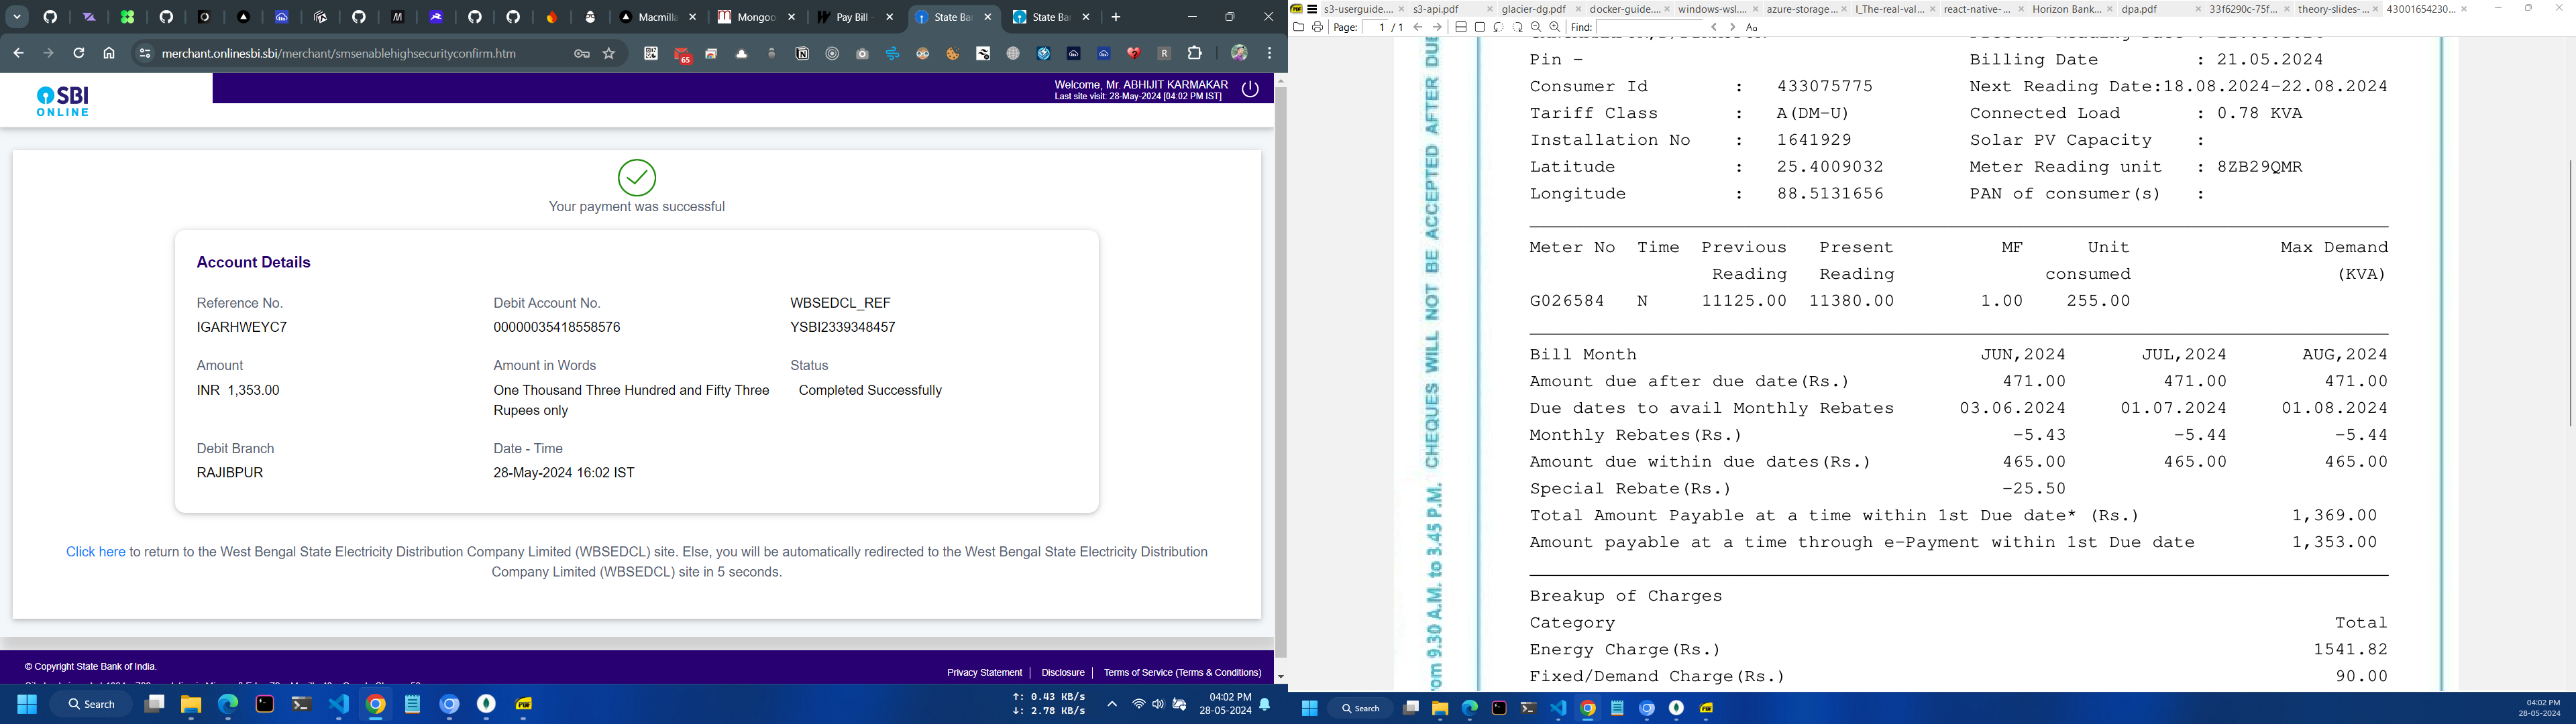 Macmilla
Mongoo
Pay Bill
State Ba
State Ba
merchant.onlinesbi.sbi/merchant/smsenablehighsecurityconfirm.htm
65
SBI
ONLINE
Welcome, Mr. ABHIJIT KARMAKAR
Last site visit: 28-May-2024 [04:02 PM IST]
Your payment was successful
Account Details
Reference No.
IGARHWEYC7
Debit Account No.
00000035418558576
WBSEDCL_REF
YSBI2339348457
Amount
INR 1,353.00
Amount in Words
One Thousand Three Hundred and Fifty Three
Rupees only
Status
Completed Successfully
Debit Branch
RAJIBPUR
Date - Time
28-May-2024 16:02 IST
Click here to return to the West Bengal State Electricity Distribution Company Limited (WBSEDCL) site. Else, you will be automatically redirected to the West Bengal State Electricity Distribution
Company Limited (WBSEDCL) site in 5 seconds.
© Copyright State Bank of India.
Privacy Statement | Disclosure | Terms of Service (Terms & Conditions)
Search
↑: 0.43 KB/s
↓: 2.78 KB/s
04:02 PM
28-05-2024
s3-userguide.... s3-api.pdf glacier-dg.pdf docker-guide.... windows-wsl.... azure-storage... I_The-real-val... react-native-... Horizon Bank... dpa.pdf 33f6290c-75f... theory-slides-... 43001654230...
Page: 1 / 1 Find: Aa
CHEQUES WILL NOT BE ACCEPTED AFTER DUE
rom 9.30 A.M. to 3.45 P.M.
Pin - Billing Date : 21.05.2024
Consumer Id : 433075775 Next Reading Date:18.08.2024-22.08.2024
Tariff Class : A(DM-U) Connected Load : 0.78 KVA
Installation No : 1641929 Solar PV Capacity :
Latitude : 25.4009032 Meter Reading unit : 8ZB29QMR
Longitude : 88.5131656 PAN of consumer(s) :
Meter No Time Previous Present MF Unit Max Demand
Reading Reading consumed (KVA)
G026584 N 11125.00 11380.00 1.00 255.00
Bill Month JUN,2024 JUL,2024 AUG,2024
Amount due after due date(Rs.) 471.00 471.00 471.00
Due dates to avail Monthly Rebates 03.06.2024 01.07.2024 01.08.2024
Monthly Rebates(Rs.) -5.43 -5.44 -5.44
Amount due within due dates(Rs.) 465.00 465.00 465.00
Special Rebate(Rs.) -25.50
Total Amount Payable at a time within 1st Due date* (Rs.) 1,369.00
Amount payable at a time through e-Payment within 1st Due date 1,353.00
Breakup of Charges
Category Total
Energy Charge(Rs.) 1541.82
Fixed/Demand Charge(Rs.) 90.00
Search
04:02 PM
28-05-2024